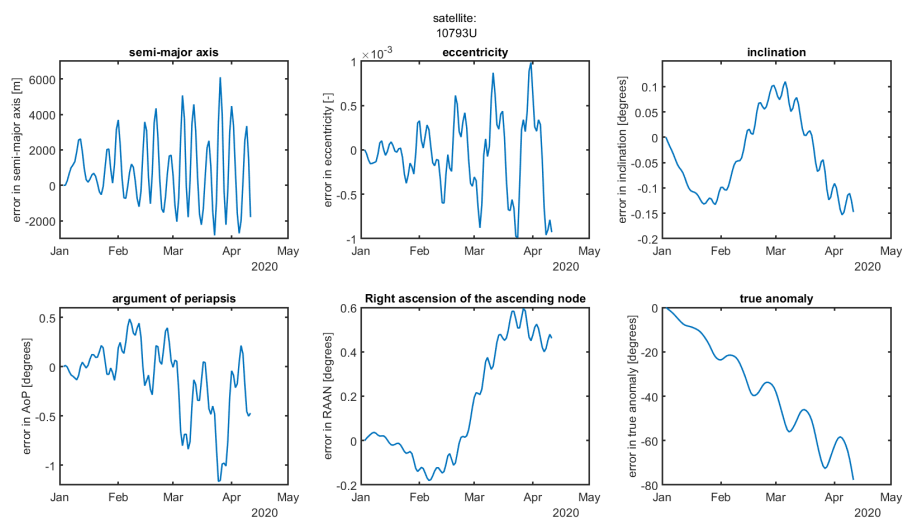 satellite:
10793U
semi-major axis
error in semi-major axis [m]
6000
4000
2000
0
-2000
Jan Feb Mar Apr May
2020
eccentricity
×10-3
error in eccentricity [-]
1
0.5
0
-0.5
-1
Jan Feb Mar Apr May
2020
inclination
error in inclination [degrees]
0.1
0.05
0
-0.05
-0.1
-0.15
-0.2
Jan Feb Mar Apr May
2020
argument of periapsis
error in AoP [degrees]
0.5
0
-0.5
-1
Jan Feb Mar Apr May
2020
Right ascension of the ascending node
error in RAAN [degrees]
0.6
0.4
0.2
0
-0.2
Jan Feb Mar Apr May
2020
true anomaly
error in true anomaly [degrees]
0
-20
-40
-60
-80
Jan Feb Mar Apr May
2020